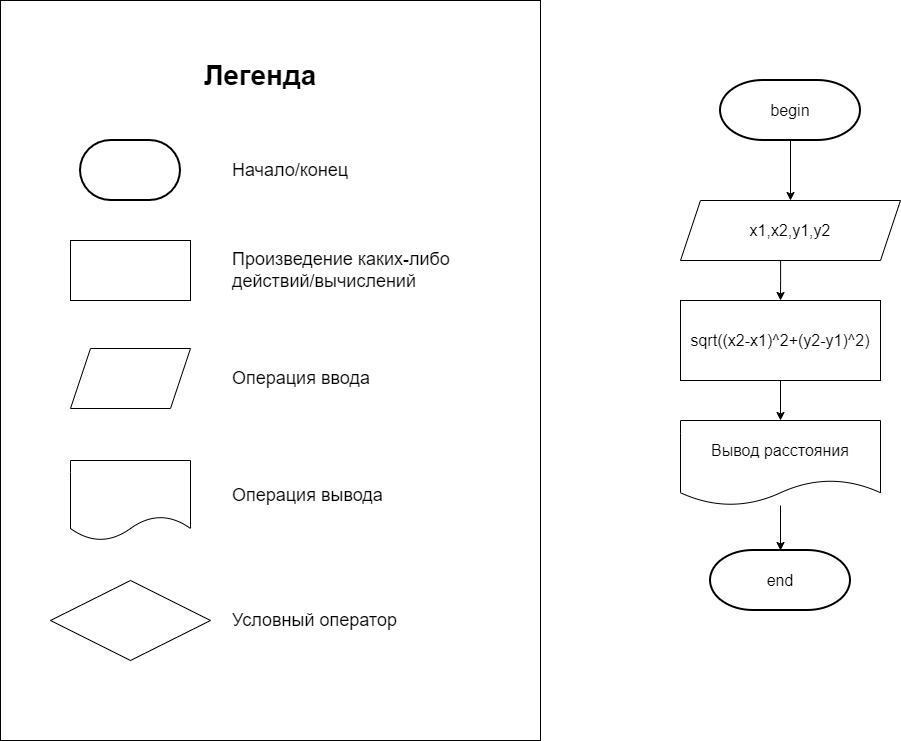 Легенда
Начало/конец
Произведение каких-либо
действий/вычислений
Операция ввода
Операция вывода
Условный оператор
begin
x1,x2,y1,y2
sqrt((x2-x1)^2+(y2-y1)^2)
Вывод расстояния
end